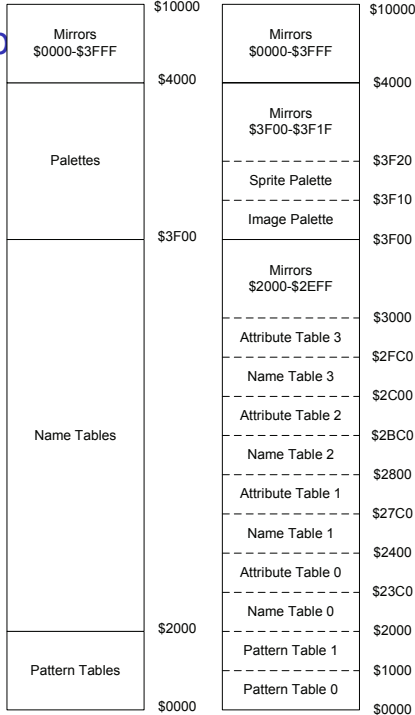 $10000
Mirrors
$0000-$3FFF
$4000
Palettes
$3F00
Name Tables
$2000
Pattern Tables
$0000
$10000
Mirrors
$0000-$3FFF
$4000
Mirrors
$3F00-$3F1F
$3F20
Sprite Palette
$3F10
Image Palette
$3F00
Mirrors
$2000-$2EFF
$3000
Attribute Table 3
$2FC0
Name Table 3
$2C00
Attribute Table 2
$2BC0
Name Table 2
$2800
Attribute Table 1
$27C0
Name Table 1
$2400
Attribute Table 0
$23C0
Name Table 0
$2000
Pattern Table 1
$1000
Pattern Table 0
$0000